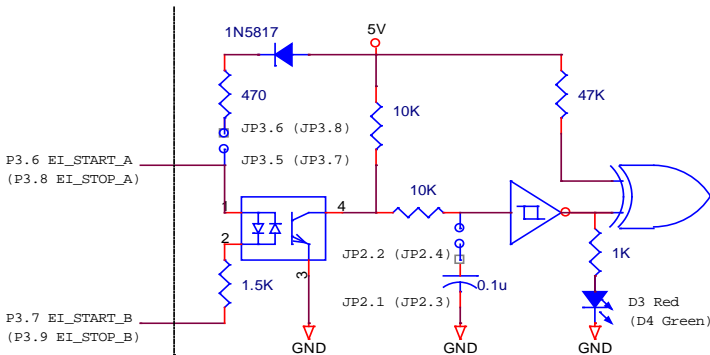 1N5817
5V
470
10K
47K
JP3.6 (JP3.8)
JP3.5 (JP3.7)
P3.6 EI_START_A
(P3.8 EI_STOP_A)
1
4
10K
2
3
JP2.2 (JP2.4)
1K
1.5K
JP2.1 (JP2.3)
0.1u
D3 Red
(D4 Green)
P3.7 EI_START_B
(P3.9 EI_STOP_B)
GND
GND
GND